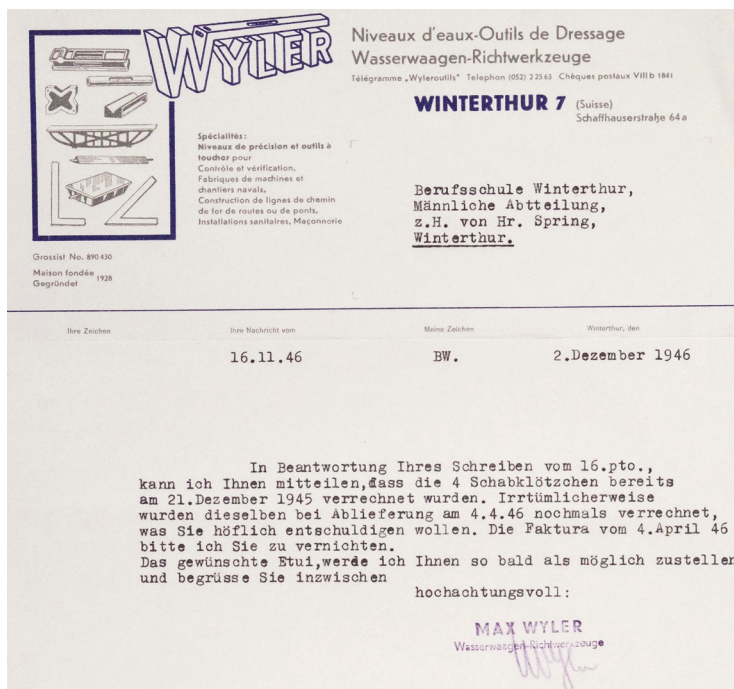 WYLER
Niveaux d'eaux-Outils de Dressage
Wasserwaagen-Richtwerkzeuge
Télégramme „Wyleroutils" Telephon (052) 2 25 63 Chèques postaux VIII b 1841
WINTERTHUR 7 (Suisse)
Schaffhauserstraße 64 a
Spécialités:
Niveaux de précision et outils à
toucher pour
Contrôle et vérification,
Fabriques de machines et
chantiers navals,
Construction de lignes de chemin
de fer de routes ou de ponts,
Installations sanitaires, Maçonnerie
Berufsschule Winterthur,
Männliche Abtteilung,
z.H. von Hr. Spring,
Winterthur.
Grossist No. 890 430
Maison fondée
Gegründet 1928
Ihre Zeichen Ihre Nachricht vom Meine Zeichen Winterthur, den
16.11.46 BW. 2.Dezember 1946
In Beantwortung Ihres Schreiben vom 16.pto.,
kann ich Ihnen mitteilen,dass die 4 Schabklötzchen bereits
am 21.Dezember 1945 verrechnet wurden. Irrtümlicherweise
wurden dieselben bei Ablieferung am 4.4.46 nochmals verrechnet,
was Sie höflich entschuldigen wollen. Die Faktura vom 4.April 46
bitte ich Sie zu vernichten.
Das gewünschte Etui,werde ich Ihnen so bald als möglich zustellen
und begrüsse Sie inzwischen
hochachtungsvoll:
MAX WYLER
Wasserwaagen-Richtwerkzeuge
Wyler